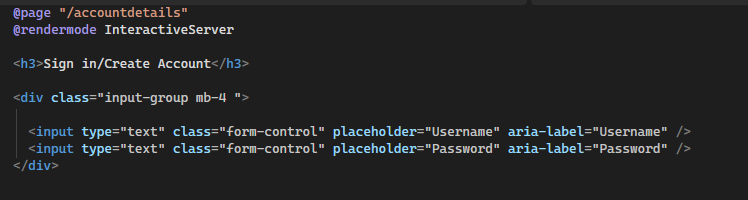 @page "/accountdetails"
@rendermode InteractiveServer
<h3>Sign in/Create Account</h3>
<div class="input-group mb-4 ">
<input type="text" class="form-control" placeholder="Username" aria-label="Username" />
<input type="text" class="form-control" placeholder="Password" aria-label="Password" />
</div>